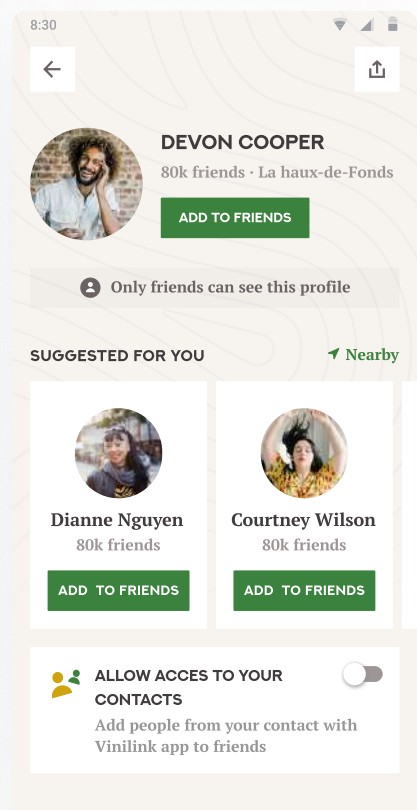 8:30
DEVON COOPER
80k friends · La haux-de-Fonds
ADD TO FRIENDS
Only friends can see this profile
SUGGESTED FOR YOU
Nearby
Dianne Nguyen
Courtney Wilson
80k friends
80k friends
ADD TO FRIENDS
ADD TO FRIENDS
ALLOW ACCES TO YOUR
CONTACTS
Add people from your contact with
Vinilink app to friends